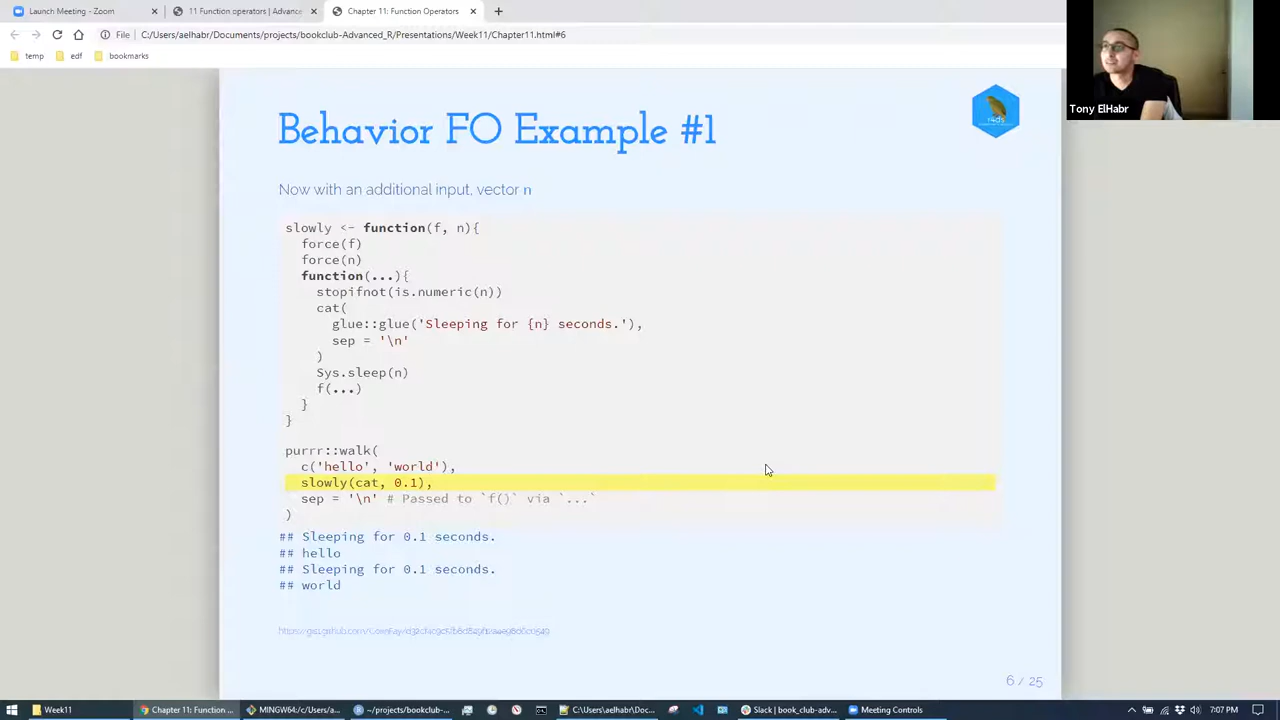 Launch Meeting - Zoom
11 Function operators | Advance
Chapter 11: Function Operators
File
C:/Users/aelhabr/Documents/projects/bookclub-Advanced_R/Presentations/Week11/Chapter11.html#6
temp
edf
bookmarks
Tony ElHabr
r4ds
Behavior FO Example #1
Now with an additional input, vector n
slowly <- function(f, n){
force(f)
force(n)
function(...){
stopifnot(is.numeric(n))
cat(
glue::glue('Sleeping for {n} seconds.'),
sep = '\n'
)
Sys.sleep(n)
f(...)
}
}
purrr::walk(
c('hello', 'world'),
slowly(cat, 0.1),
sep = '\n' # Passed to `f()` via `...`
)
## Sleeping for 0.1 seconds.
## hello
## Sleeping for 0.1 seconds.
## world
6 / 25
Week11
Chapter 11: Function ...
MINGW64:/c/Users/a...
~/projects/bookclub-...
C:\Users\aelhabr\Doc...
Slack | book_club-adv...
Meeting Controls
7:07 PM